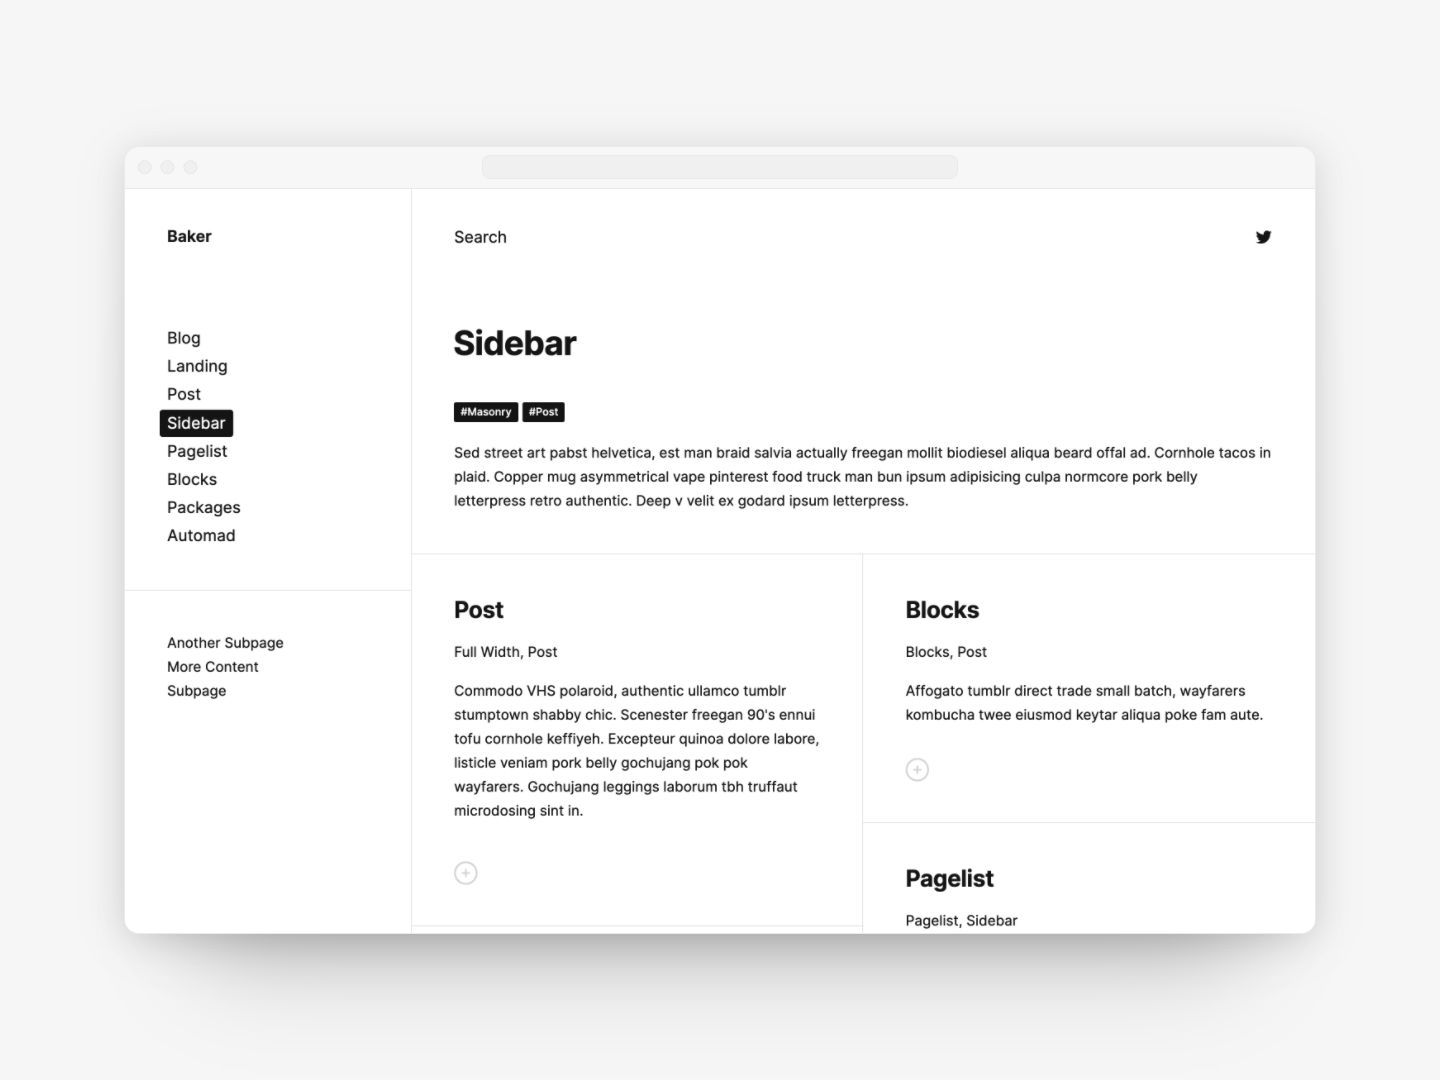 Baker
Blog
Landing
Post
Sidebar
Pagelist
Blocks
Packages
Automad
Another Subpage
More Content
Subpage
Search
Sidebar
#Masonry #Post
Sed street art pabst helvetica, est man braid salvia actually freegan mollit biodiesel aliqua beard offal ad. Cornhole tacos in
plaid. Copper mug asymmetrical vape pinterest food truck man bun ipsum adipisicing culpa normcore pork belly
letterpress retro authentic. Deep v velit ex godard ipsum letterpress.
Post
Full Width, Post
Commodo VHS polaroid, authentic ullamco tumblr
stumptown shabby chic. Scenester freegan 90's ennui
tofu cornhole keffiyeh. Excepteur quinoa dolore labore,
listicle veniam pork belly gochujang pok pok
wayfarers. Gochujang leggings laborum tbh truffaut
microdosing sint in.
Blocks
Blocks, Post
Affogato tumblr direct trade small batch, wayfarers
kombucha twee eiusmod keytar aliqua poke fam aute.
Pagelist
Pagelist, Sidebar